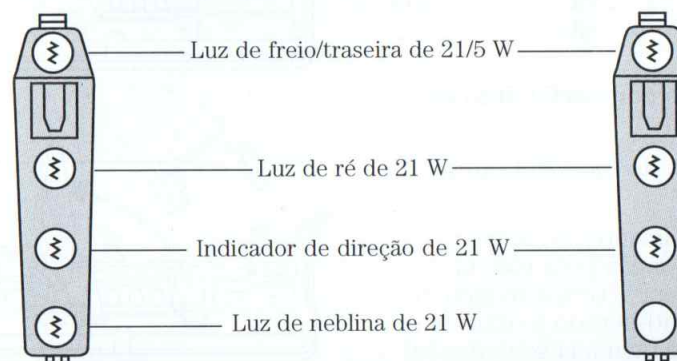 Luz de freio/traseira de 21/5 W
Luz de ré de 21 W
Indicador de direção de 21 W
Luz de neblina de 21 W